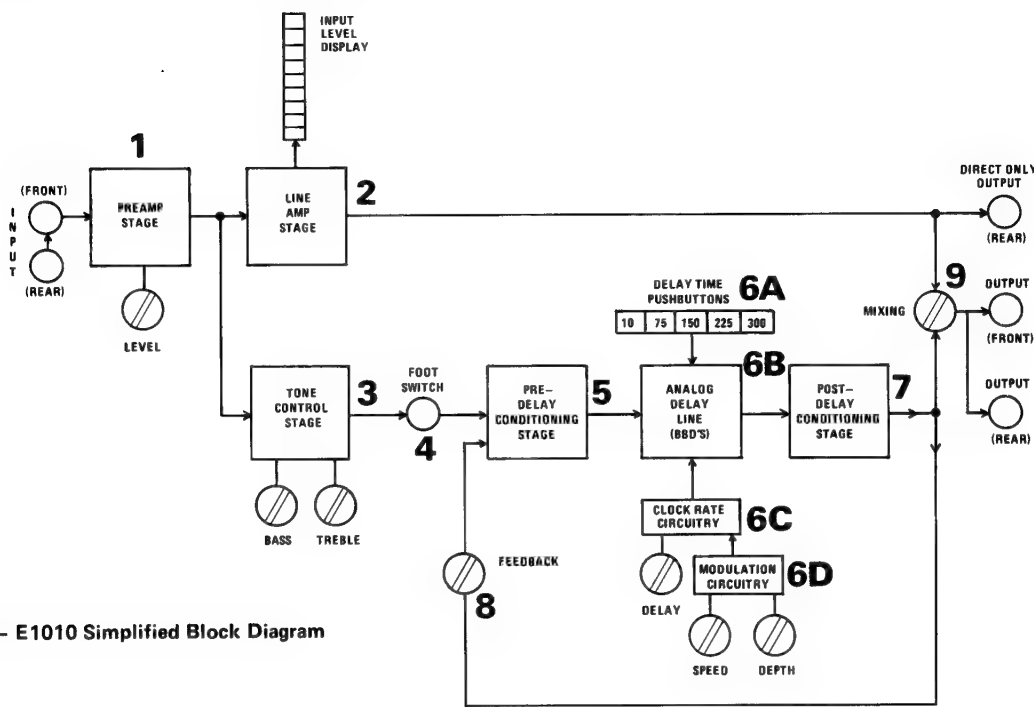 INPUT
LEVEL
DISPLAY
1
(FRONT)
INPUT
(REAR)
PREAMP
STAGE
LEVEL
LINE
AMP
STAGE
2
DIRECT ONLY
OUTPUT
(REAR)
9
MIXING
OUTPUT
(FRONT)
OUTPUT
(REAR)
DELAY TIME
PUSHBUTTONS
6A
10 75 150 225 300
TONE
CONTROL
STAGE
3
BASS TREBLE
FOOT
SWITCH
4
PRE–
DELAY
CONDITIONING
STAGE
5
ANALOG
DELAY
LINE
(BBD'S)
6B
POST–
DELAY
CONDITIONING
STAGE
7
CLOCK RATE
CIRCUITRY
6C
MODULATION
CIRCUITRY
6D
DELAY
SPEED DEPTH
FEEDBACK
8
– E1010 Simplified Block Diagram